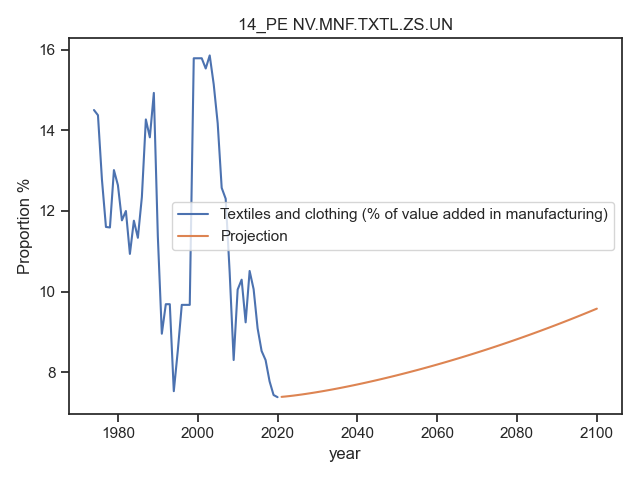 14_PE NV.MNF.TXTL.ZS.UN
16
14
12
10
8
Proportion %
Textiles and clothing (% of value added in manufacturing)
Projection
1980 2000 2020 2040 2060 2080 2100
year